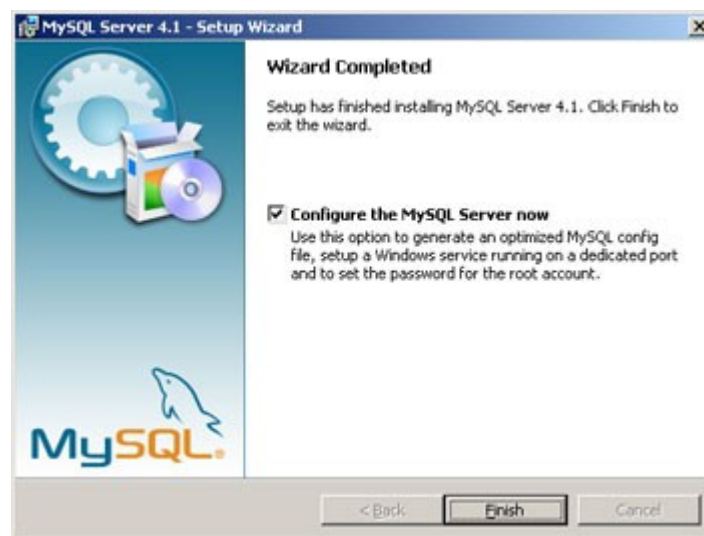 MySQL Server 4.1 - Setup Wizard
Wizard Completed
Setup has finished installing MySQL Server 4.1. Click Finish to
exit the wizard.
Configure the MySQL Server now
Use this option to generate an optimized MySQL config
file, setup a Windows service running on a dedicated port
and to set the password for the root account.
MySQL.
< Back
Finish
Cancel